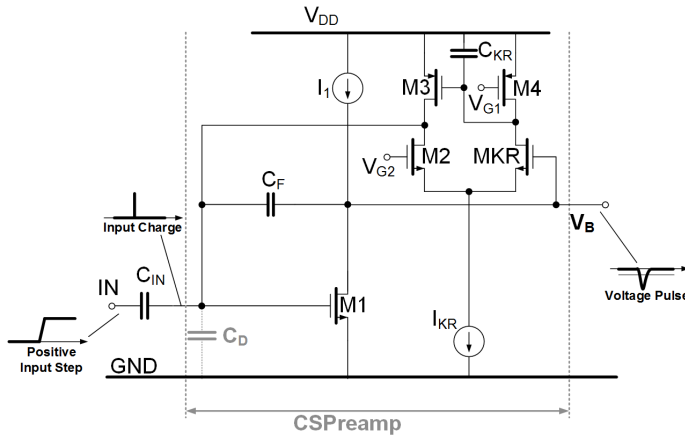 VDD
CKR
I1
M3
VG1
M4
VG2
M2
MKR
CF
Input Charge
VB
IN
CIN
M1
Voltage Pulse
IKR
CD
Positive
Input Step
GND
CSPreamp